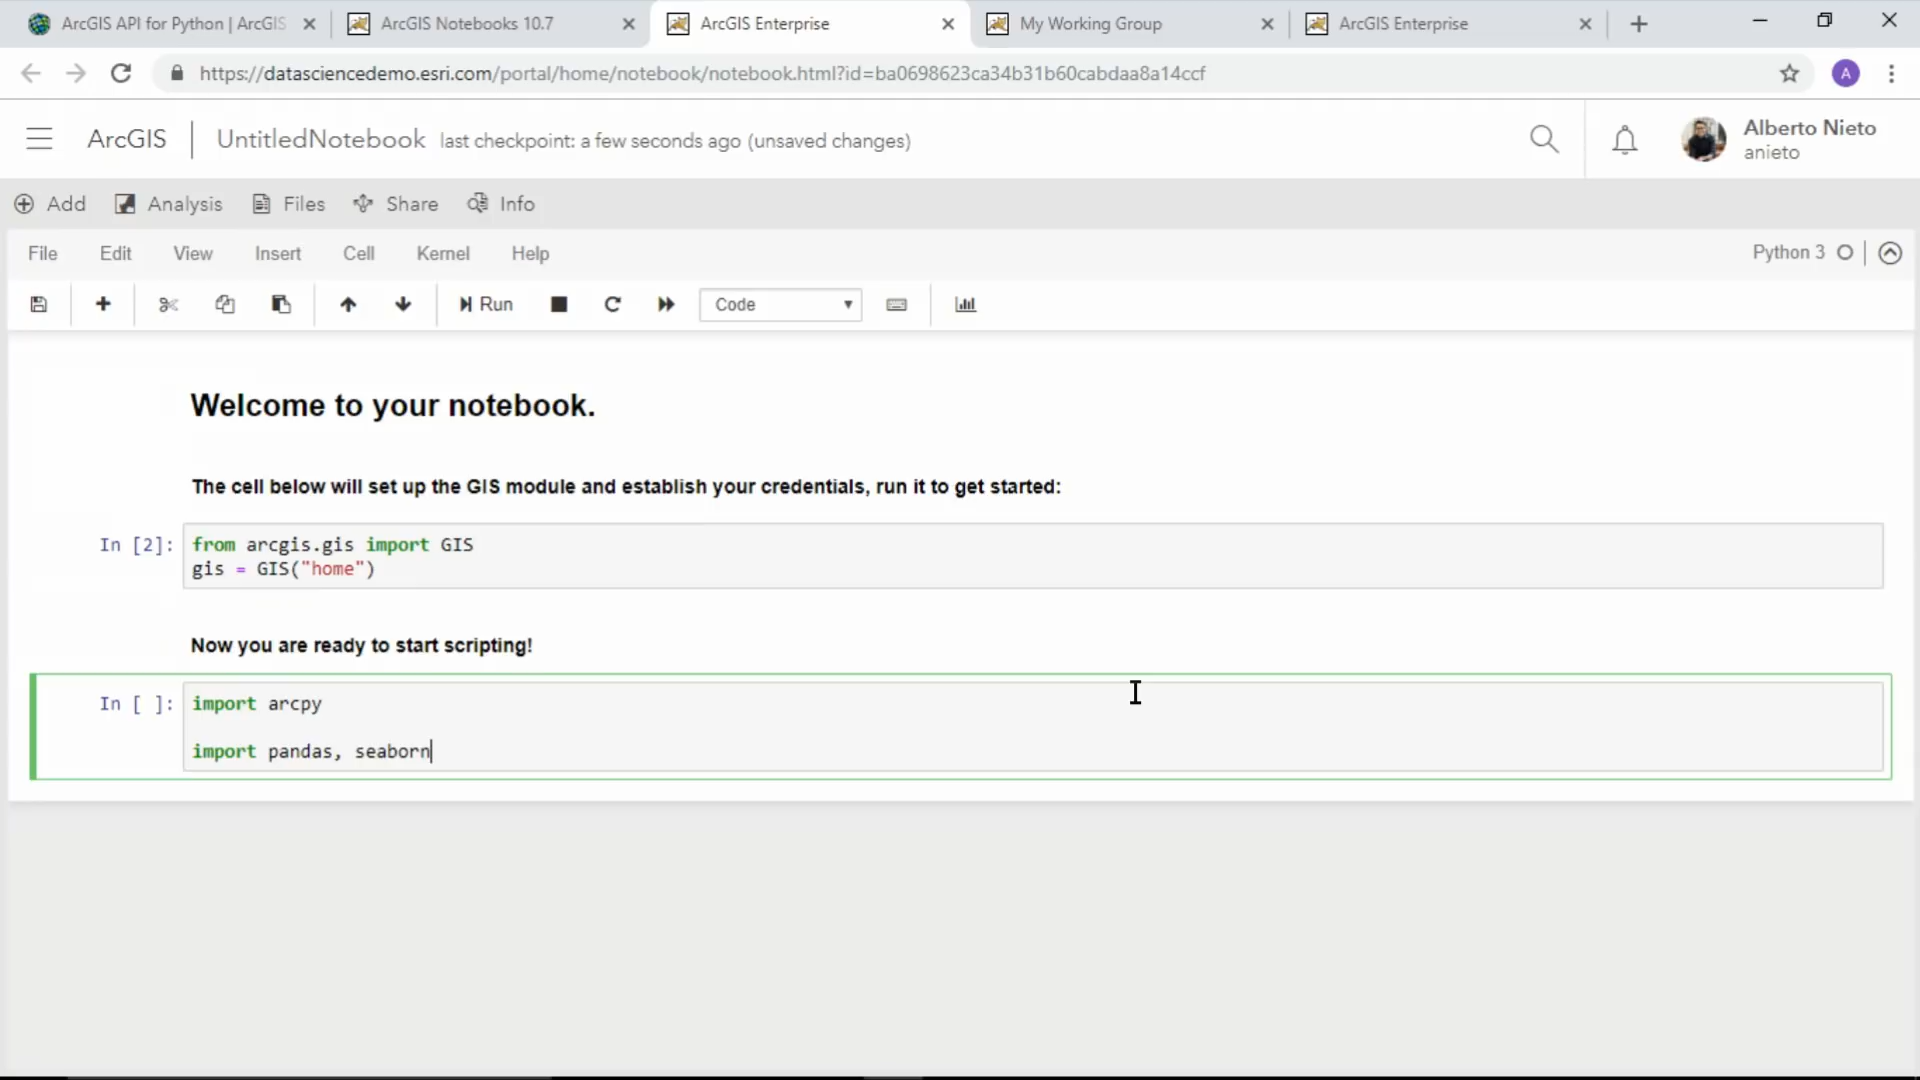 ArcGIS API for Python | ArcGIS
ArcGIS Notebooks 10.7
ArcGIS Enterprise
My Working Group
ArcGIS Enterprise
https://datasciencedemo.esri.com/portal/home/notebook/notebook.html?id=ba0698623ca34b31b60cabdaa8a14ccf
A
ArcGIS
UntitledNotebook last checkpoint: a few seconds ago (unsaved changes)
Alberto Nieto
anieto
Add Analysis Files Share Info
File Edit View Insert Cell Kernel Help
Python 3
Run
Code
Welcome to your notebook.
The cell below will set up the GIS module and establish your credentials, run it to get started:
In [2]: from arcgis.gis import GIS
gis = GIS("home")
Now you are ready to start scripting!
In [ ]: import arcpy
import pandas, seaborn